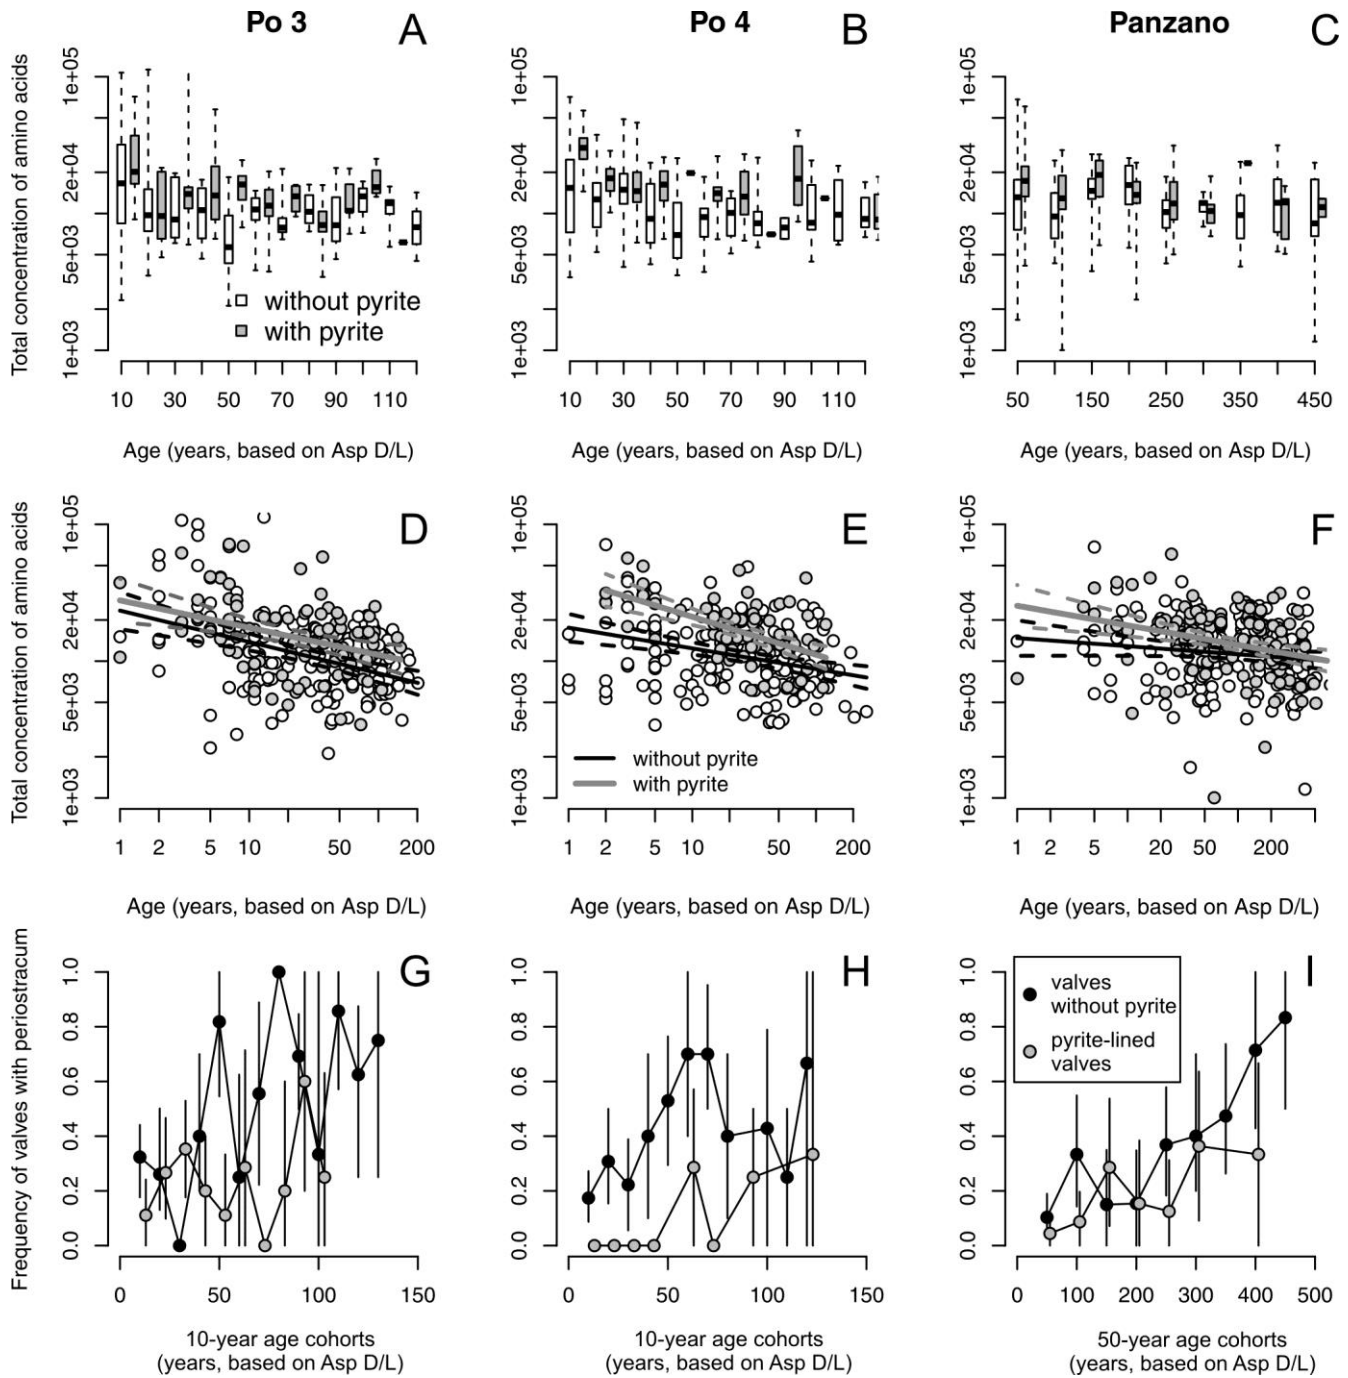 Po 3
A
Po 4
B
Panzano
C
Total concentration of amino acids
1e+05
2e+04
5e+03
1e+03
without pyrite
with pyrite
10 30 50 70 90 110
Age (years, based on Asp D/L)
1e+05
2e+04
5e+03
1e+03
10 30 50 70 90 110
Age (years, based on Asp D/L)
1e+05
2e+04
5e+03
1e+03
50 150 250 350 450
Age (years, based on Asp D/L)
D
Total concentration of amino acids
1e+05
2e+04
5e+03
1e+03
1 2 5 10 50 200
Age (years, based on Asp D/L)
E
1e+05
2e+04
5e+03
1e+03
without pyrite
with pyrite
1 2 5 10 50 200
Age (years, based on Asp D/L)
F
1e+05
2e+04
5e+03
1e+03
1 2 5 20 50 200
Age (years, based on Asp D/L)
G
Frequency of valves with periostracum
1.0
0.8
0.6
0.4
0.2
0.0
0 50 100 150
10-year age cohorts
(years, based on Asp D/L)
H
1.0
0.8
0.6
0.4
0.2
0.0
0 50 100 150
10-year age cohorts
(years, based on Asp D/L)
I
1.0
0.8
0.6
0.4
0.2
0.0
valves
without pyrite
pyrite-lined
valves
0 100 200 300 400 500
50-year age cohorts
(years, based on Asp D/L)